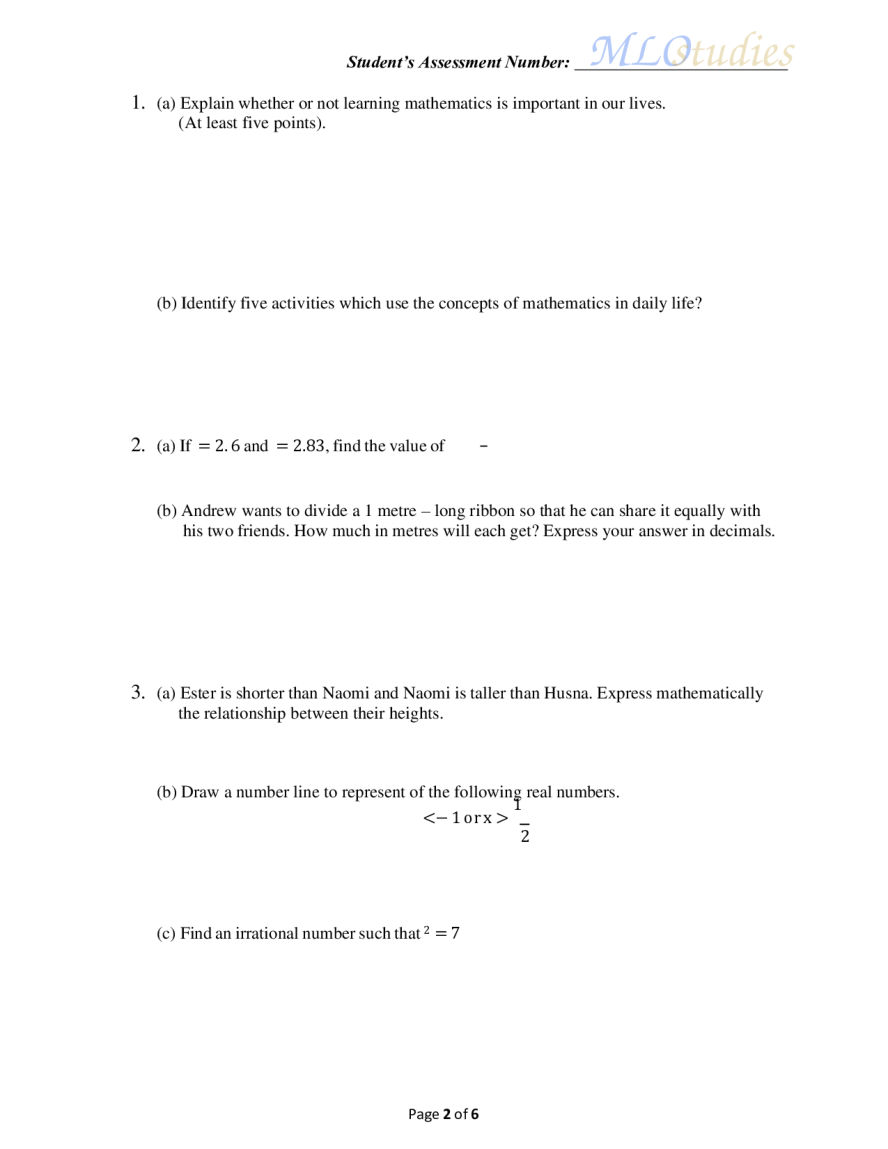 MLOstudies
Student’s Assessment Number:
1. (a) Explain whether or not learning mathematics is important in our lives.
(At least five points).
(b) Identify five activities which use the concepts of mathematics in daily life?
2. (a) If = 2. 6 and = 2.83, find the value of −
(b) Andrew wants to divide a 1 metre – long ribbon so that he can share it equally with
his two friends. How much in metres will each get? Express your answer in decimals.
3. (a) Ester is shorter than Naomi and Naomi is taller than Husna. Express mathematically
the relationship between their heights.
(b) Draw a number line to represent of the following real numbers.
<− 1 or x > 1/2
(c) Find an irrational number such that ² = 7
Page 2 of 6